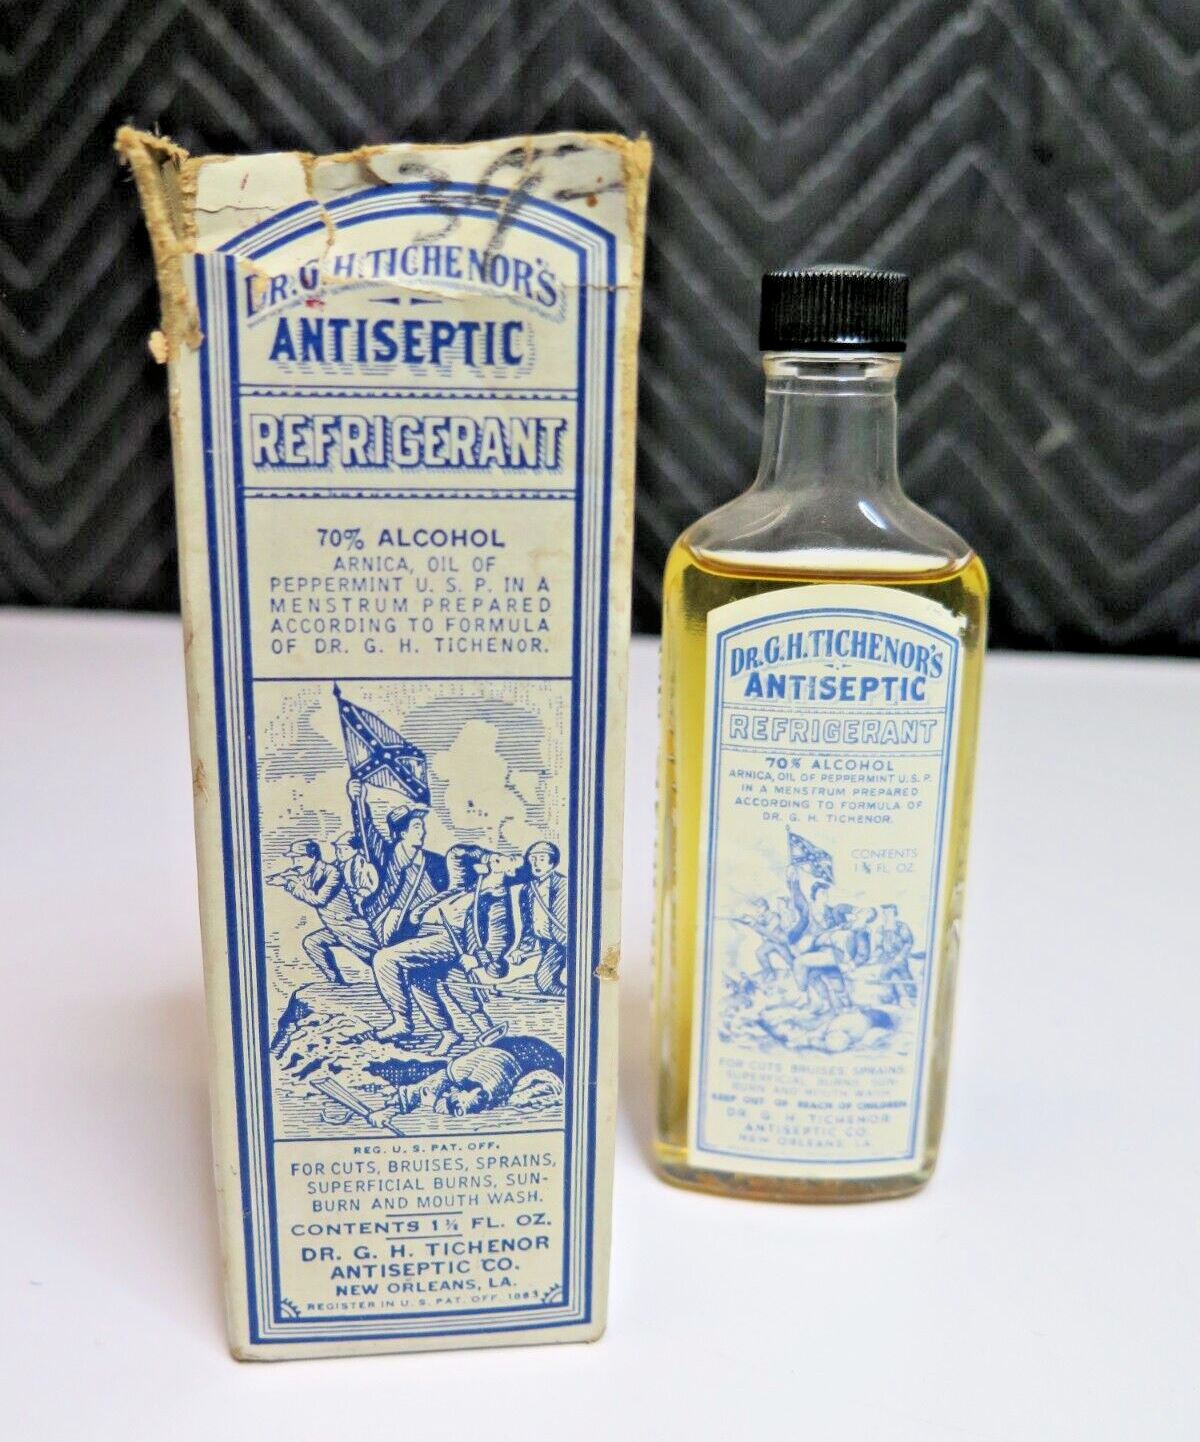 39
DR. G. H. TICHENOR'S
ANTISEPTIC
REFRIGERANT
70% ALCOHOL
ARNICA, OIL OF
PEPPERMINT U. S. P. IN A
MENSTRUM PREPARED
ACCORDING TO FORMULA
OF DR. G. H. TICHENOR.
REG. U. S. PAT. OFF.
FOR CUTS, BRUISES, SPRAINS,
SUPERFICIAL BURNS, SUN-
BURN AND MOUTH WASH.
CONTENTS 1¾ FL. OZ.
DR. G. H. TICHENOR
ANTISEPTIC CO.
NEW ORLEANS, LA.
REGISTER IN U. S. PAT. OFF. 1883
DR. G. H. TICHENOR'S
ANTISEPTIC
REFRIGERANT
70% ALCOHOL
ARNICA, OIL OF PEPPERMINT U. S. P.
IN A MENSTRUM PREPARED
ACCORDING TO FORMULA OF
DR. G. H. TICHENOR.
CONTENTS
1¾ FL. OZ.
FOR CUTS BRUISES, SPRAINS,
SUPERFICIAL BURNS, SUN-
BURN AND MOUTH WASH.
KEEP OUT OF REACH OF CHILDREN
DR. G. H. TICHENOR
ANTISEPTIC CO.
NEW ORLEANS, LA.